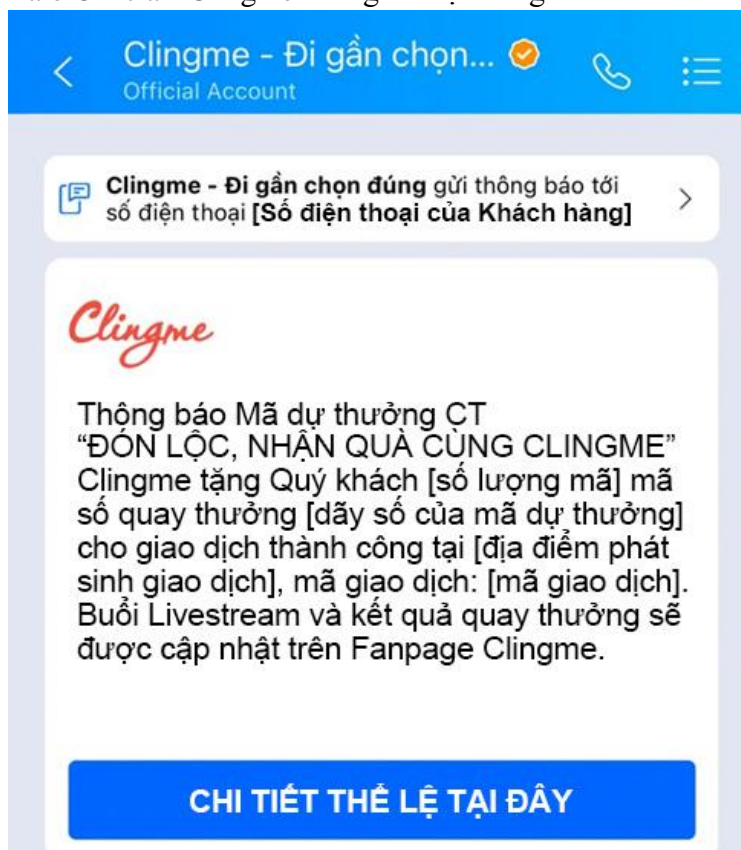 Clingme - Đi gần chọn...
Official Account
Clingme - Đi gần chọn đúng gửi thông báo tới
số điện thoại [Số điện thoại của Khách hàng]
Clingme
Thông báo Mã dự thưởng CT
“ĐÓN LỘC, NHẬN QUÀ CÙNG CLINGME”
Clingme tặng Quý khách [số lượng mã] mã
số quay thưởng [dãy số của mã dự thưởng]
cho giao dịch thành công tại [địa điểm phát
sinh giao dịch], mã giao dịch: [mã giao dịch].
Buổi Livestream và kết quả quay thưởng sẽ
được cập nhật trên Fanpage Clingme.
CHI TIẾT THỂ LỆ TẠI ĐÂY